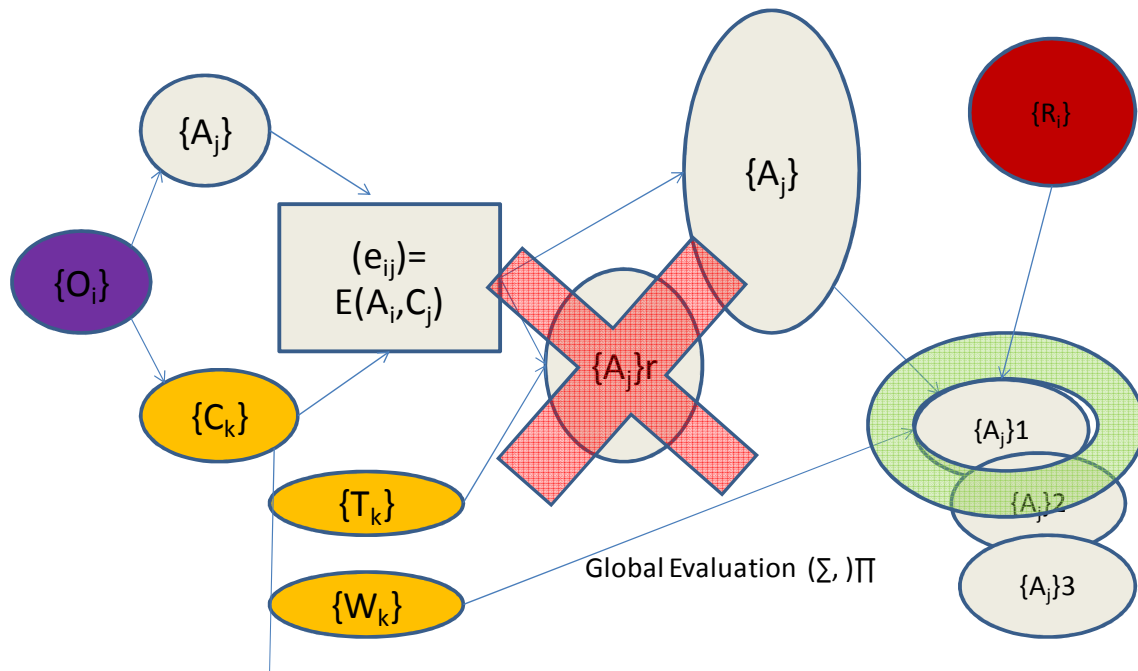 {Aj}
{Aj}
{Ri}
{Oi}
(eij)=
E(Ai,Cj)
{Aj}r
{Ck}
{Aj}1
{Tk}
{Aj}2
Global Evaluation (∑, )∏
{Wk}
{Aj}3